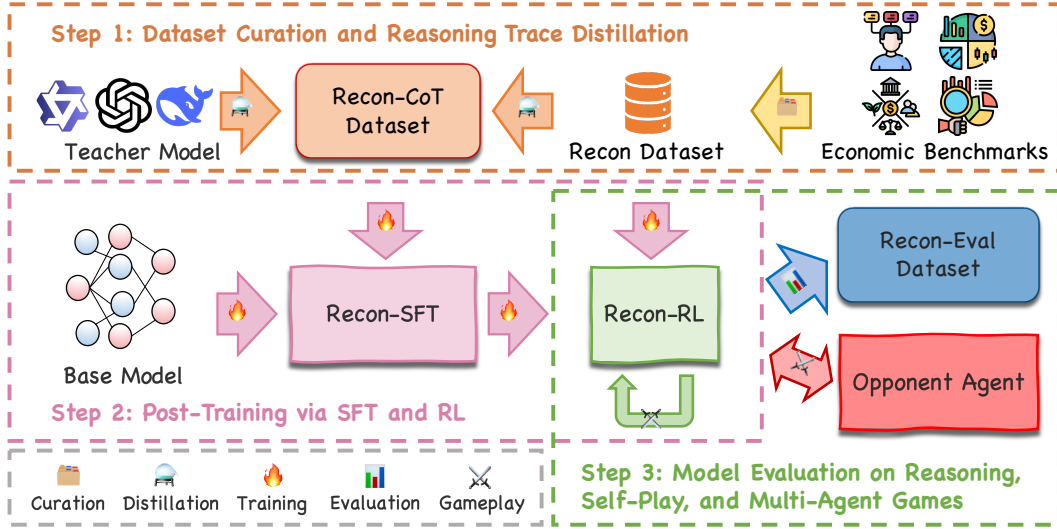 Step 1: Dataset Curation and Reasoning Trace Distillation
Recon-CoT
Dataset
Teacher Model
Recon Dataset
Economic Benchmarks
Recon-SFT
Recon-RL
Recon-Eval
Dataset
Base Model
Opponent Agent
Step 2: Post-Training via SFT and RL
Step 3: Model Evaluation on Reasoning,
Self-Play, and Multi-Agent Games
Curation
Distillation
Training
Evaluation
Gameplay